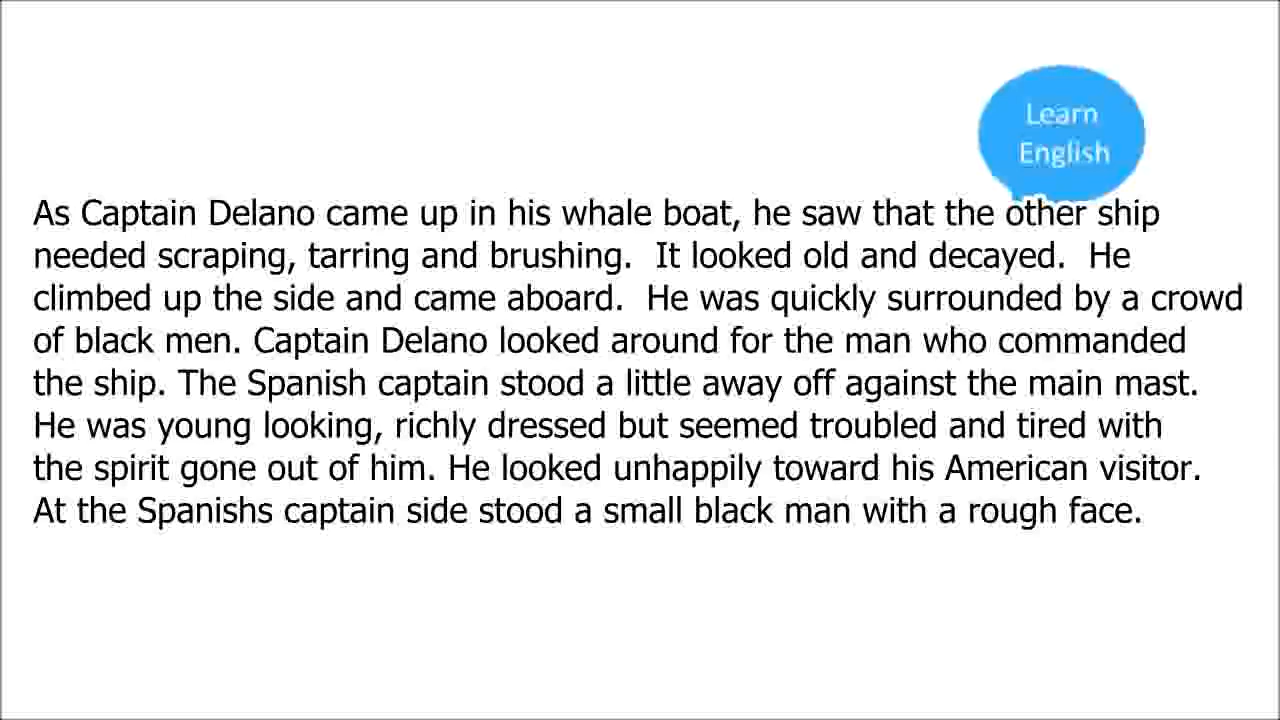 Learn
English
As Captain Delano came up in his whale boat, he saw that the other ship
needed scraping, tarring and brushing.  It looked old and decayed.  He
climbed up the side and came aboard.  He was quickly surrounded by a crowd
of black men. Captain Delano looked around for the man who commanded
the ship. The Spanish captain stood a little away off against the main mast.
He was young looking, richly dressed but seemed troubled and tired with
the spirit gone out of him. He looked unhappily toward his American visitor.
At the Spanishs captain side stood a small black man with a rough face.